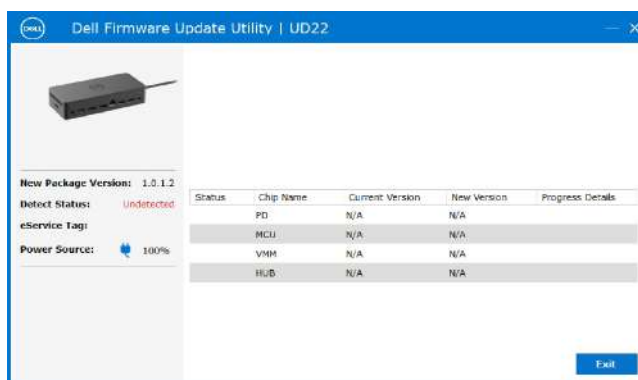 DELL Dell Firmware Update Utility | UD22
New Package Version: 1.0.1.2
Detect Status: Undetected
eService Tag:
Power Source: 100%
Status Chip Name Current Version New Version Progress Details
PD N/A N/A
MCU N/A N/A
VMM N/A N/A
HUB N/A N/A
Exit